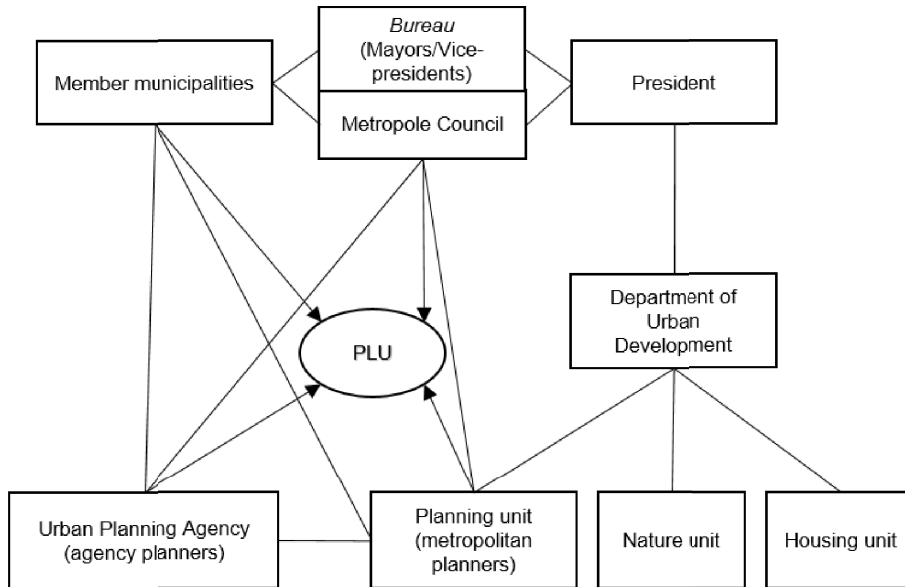 Bureau
(Mayors/Vice-
presidents)
Member municipalities
President
Metropole Council
Department of
Urban
Development
PLU
Urban Planning Agency
(agency planners)
Planning unit
(metropolitan
planners)
Nature unit
Housing unit